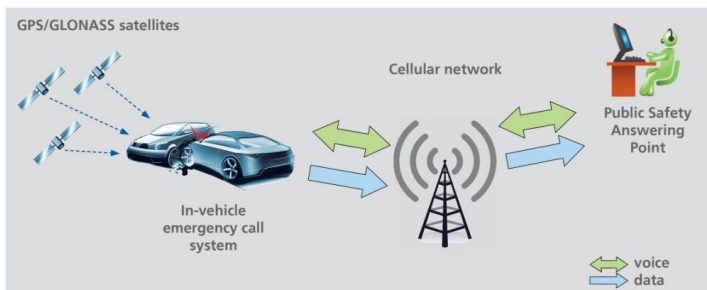 GPS/GLONASS satellites
Cellular network
Public Safety
Answering
Point
In-vehicle
emergency call
system
voice
data